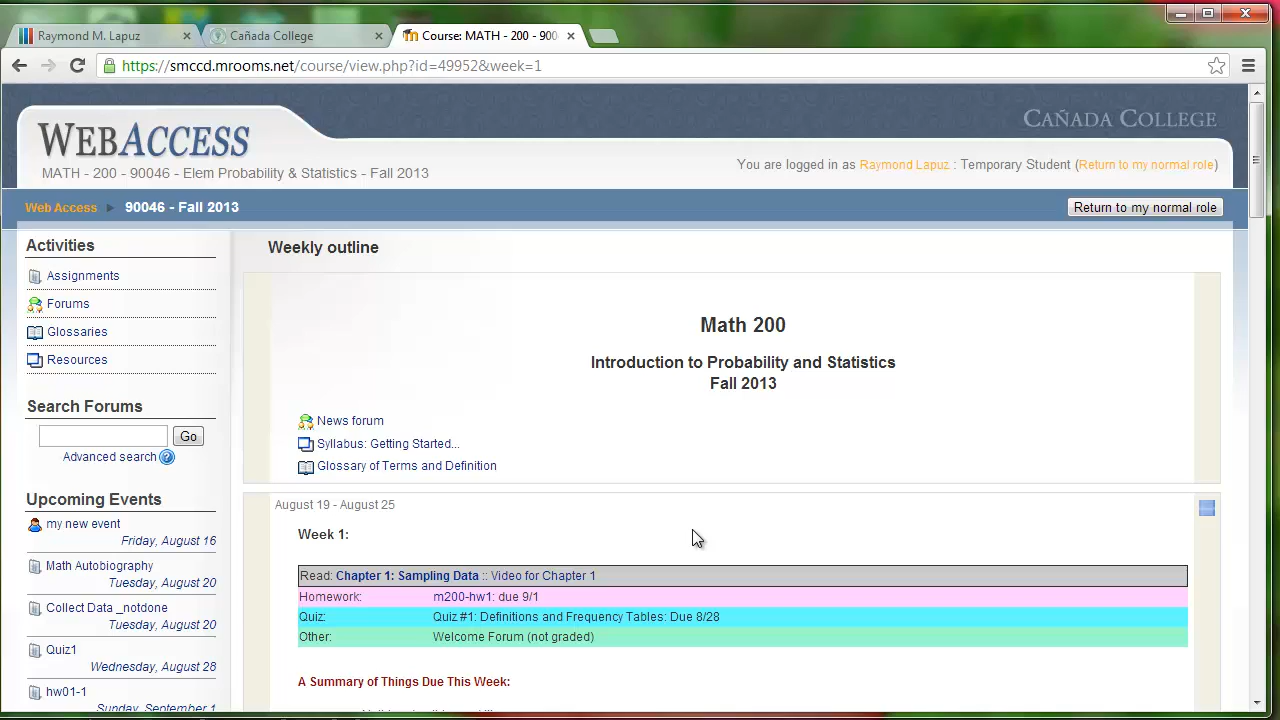 Raymond M. Lapuz
Cañada College
Course: MATH - 200 - 900
https://smccd.mrooms.net/course/view.php?id=49952&week=1
WEBACCESS
CAÑADA COLLEGE
MATH - 200 - 90046 - Elem Probability & Statistics - Fall 2013
You are logged in as Raymond Lapuz : Temporary Student (Return to my normal role)
Web Access ► 90046 - Fall 2013
Return to my normal role
Activities
Assignments
Forums
Glossaries
Resources
Search Forums
Go
Advanced search
Upcoming Events
my new event
Friday, August 16
Math Autobiography
Tuesday, August 20
Collect Data _notdone
Tuesday, August 20
Quiz1
Wednesday, August 28
hw01-1
Sunday, September 1
Weekly outline
Math 200
Introduction to Probability and Statistics
Fall 2013
News forum
Syllabus: Getting Started...
Glossary of Terms and Definition
August 19 - August 25
Week 1:
Read: Chapter 1: Sampling Data :: Video for Chapter 1
Homework: m200-hw1: due 9/1
Quiz: Quiz #1: Definitions and Frequency Tables: Due 8/28
Other: Welcome Forum (not graded)
A Summary of Things Due This Week: